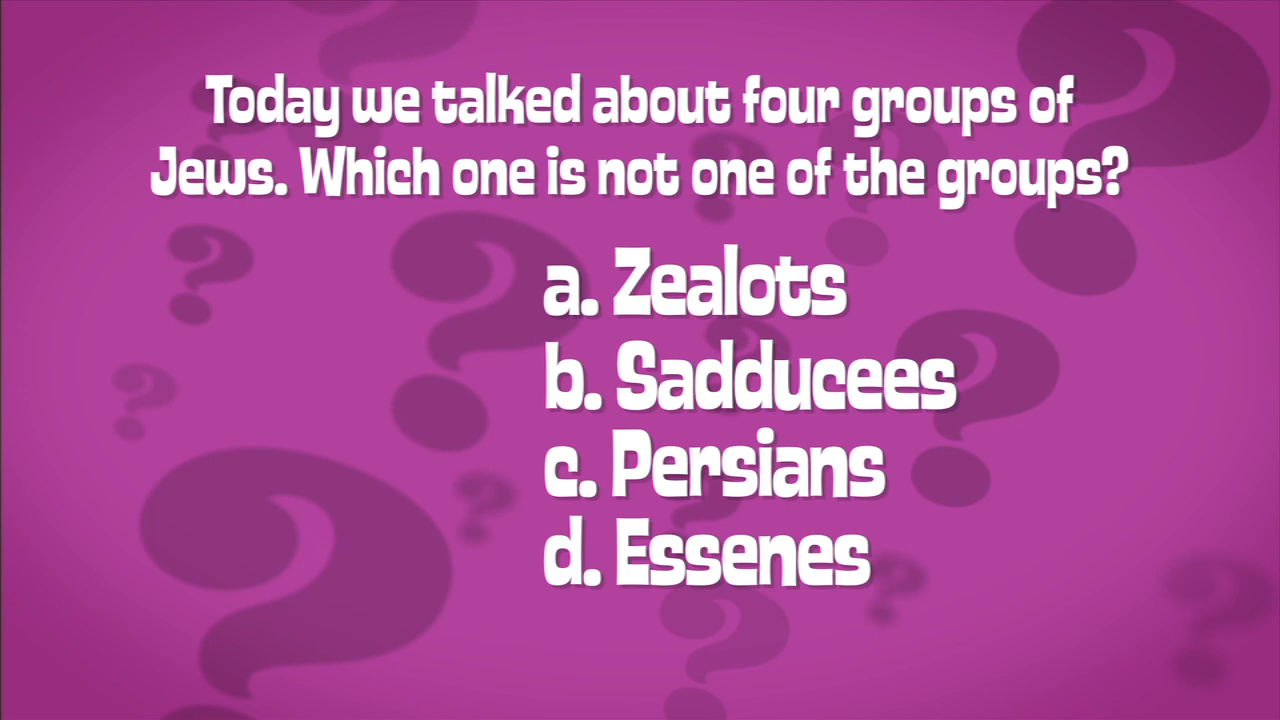 Today we talked about four groups of
Jews. Which one is not one of the groups?
a. Zealots
b. Sadducees
c. Persians
d. Essenes